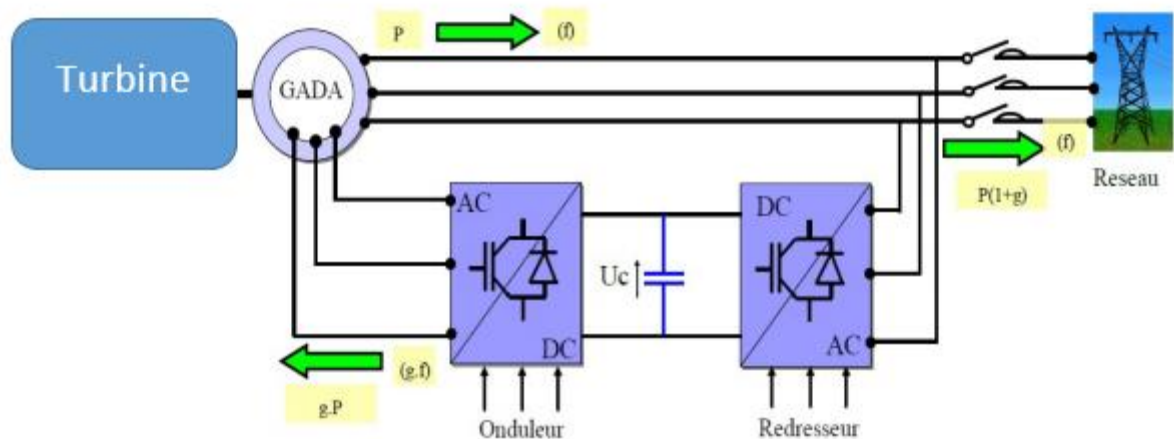 P
(f)
Turbine
GADA
(f)
Reseau
P(1+g)
AC
DC
Uc
DC
AC
(g.f)
g.P
Onduleur
Redresseur